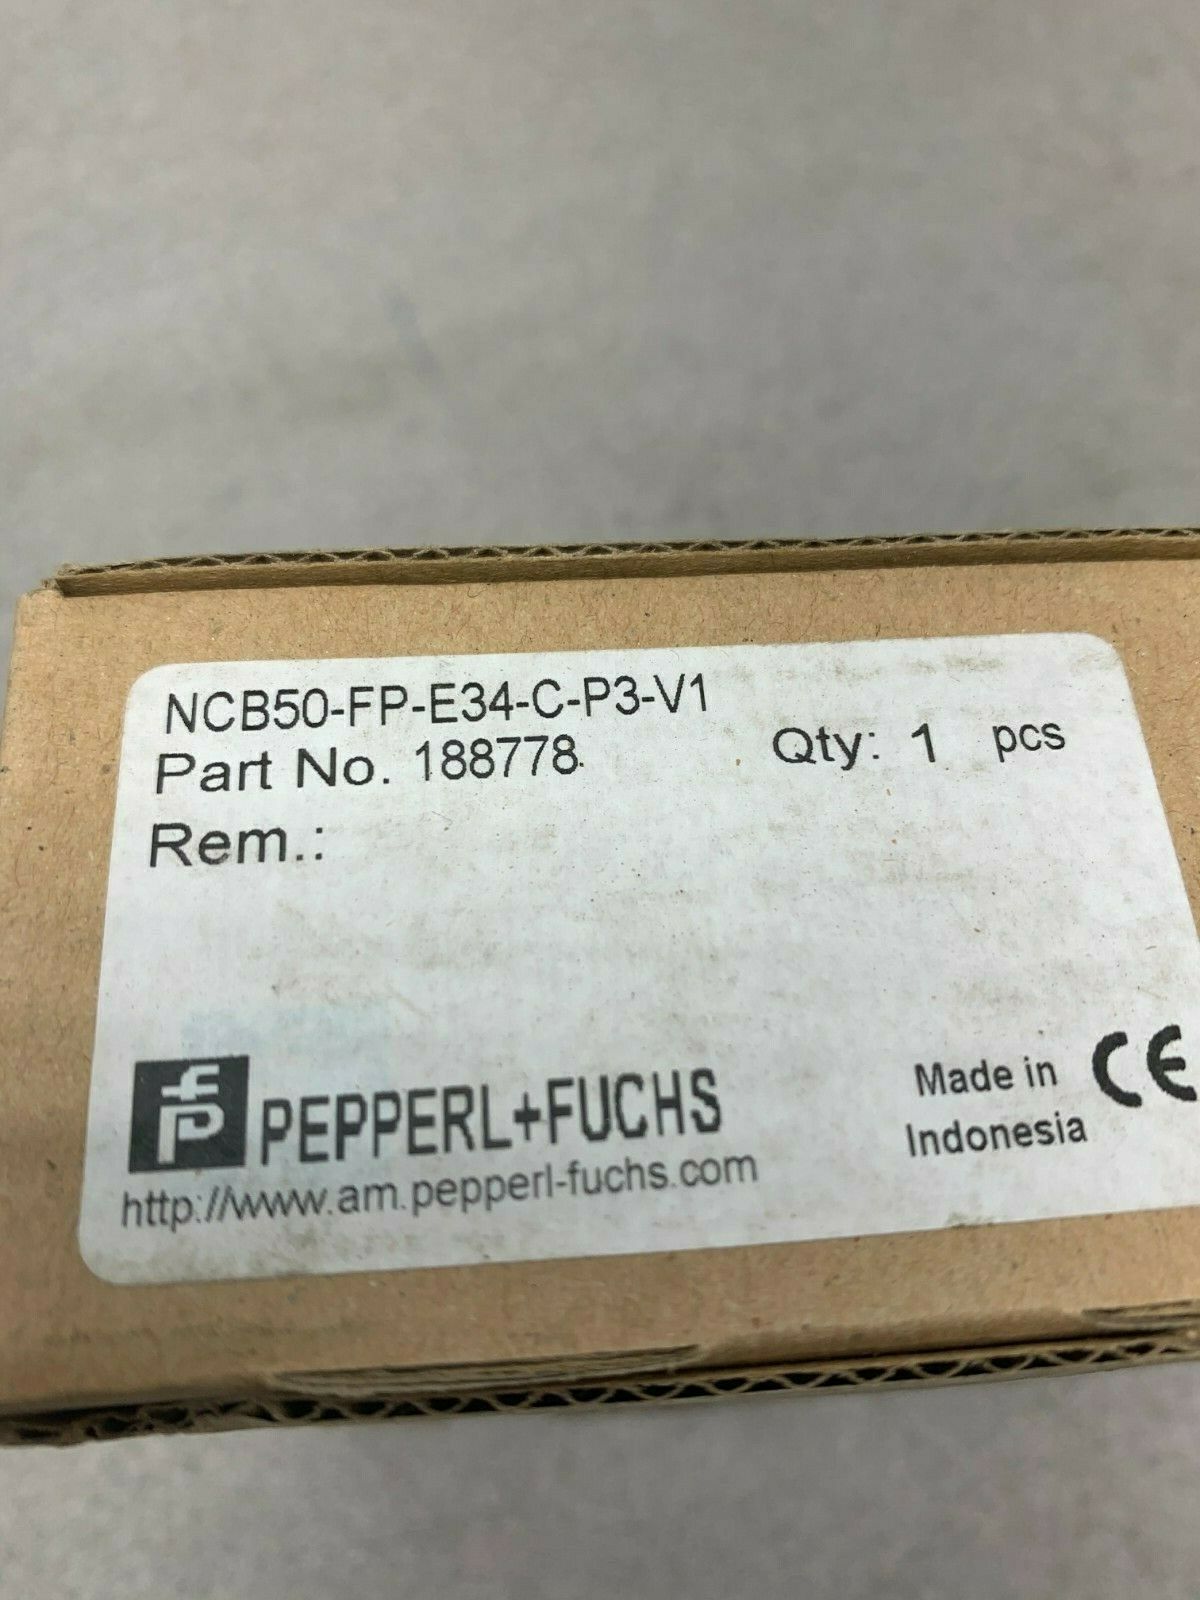 NCB50-FP-E34-C-P3-V1
Part No. 188778 Qty: 1 pcs
Rem.:
PEPPERL+FUCHS
http://www.am.pepperl-fuchs.com
Made in CE
Indonesia